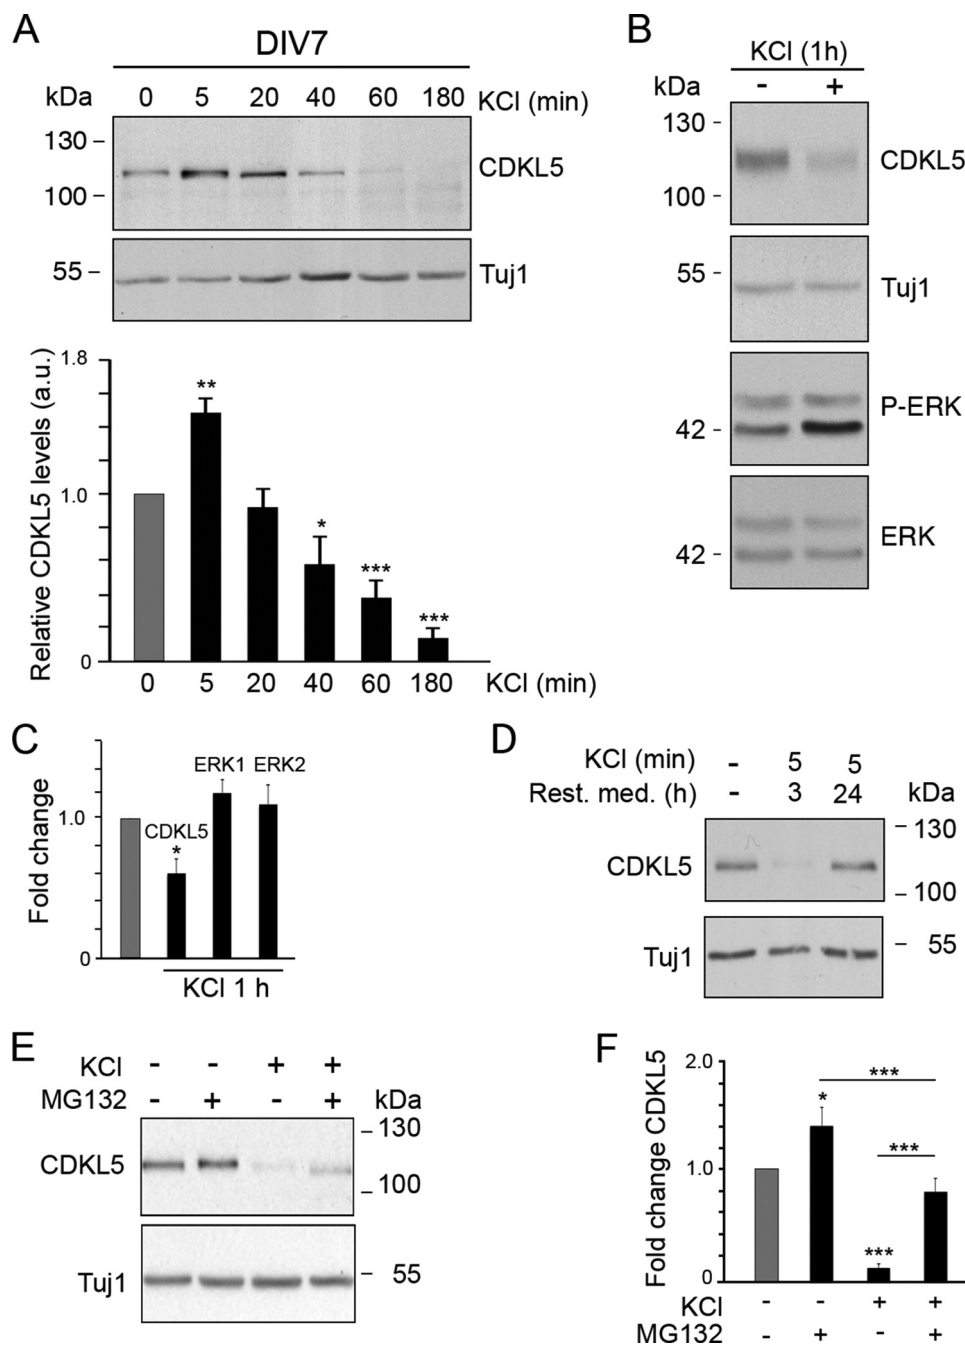 A
DIV7
kDa 0 5 20 40 60 180 KCl (min)
130 –
CDKL5
100 –
55 –
Tuj1
1.8
Relative CDKL5 levels (a.u.)
**
1.0
*
***
***
0
0 5 20 40 60 180 KCl (min)
B
KCl (1h)
kDa - +
130 -
CDKL5
100 -
55 -
Tuj1
P-ERK
42 -
ERK
42 -
C
Fold change
ERK1 ERK2
1.0
CDKL5
*
0
KCl 1 h
D
KCl (min) - 5 5
Rest. med. (h) - 3 24 kDa
- 130
CDKL5
- 100
- 55
Tuj1
E
KCl - - + +
MG132 - + - + kDa
- 130
CDKL5
- 100
- 55
Tuj1
F
Fold change CDKL5
2.0
***
*
***
1.0
***
0
KCl - - + +
MG132 - + - +